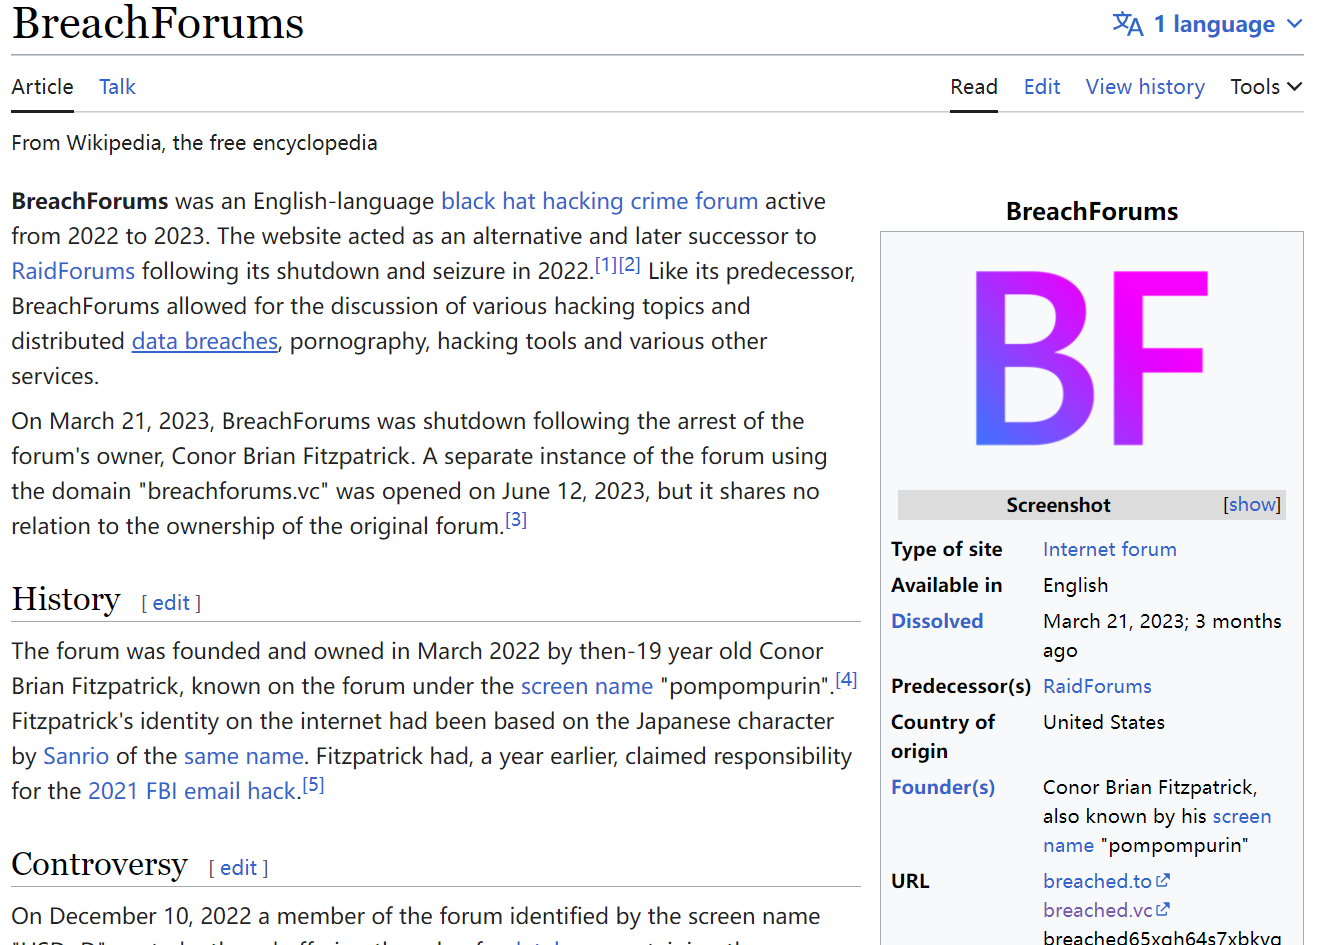 BreachForums
1 language
Article Talk
Read Edit View history Tools
From Wikipedia, the free encyclopedia
BreachForums was an English-language black hat hacking crime forum active
from 2022 to 2023. The website acted as an alternative and later successor to
RaidForums following its shutdown and seizure in 2022.[1][2] Like its predecessor,
BreachForums allowed for the discussion of various hacking topics and
distributed data breaches, pornography, hacking tools and various other
services.
On March 21, 2023, BreachForums was shutdown following the arrest of the
forum's owner, Conor Brian Fitzpatrick. A separate instance of the forum using
the domain "breachforums.vc" was opened on June 12, 2023, but it shares no
relation to the ownership of the original forum.[3]
History [ edit ]
The forum was founded and owned in March 2022 by then-19 year old Conor
Brian Fitzpatrick, known on the forum under the screen name "pompompurin".[4]
Fitzpatrick's identity on the internet had been based on the Japanese character
by Sanrio of the same name. Fitzpatrick had, a year earlier, claimed responsibility
for the 2021 FBI email hack.[5]
Controversy [ edit ]
On December 10, 2022 a member of the forum identified by the screen name
BreachForums
BF
Screenshot [show]
Type of site Internet forum
Available in English
Dissolved March 21, 2023; 3 months
ago
Predecessor(s) RaidForums
Country of United States
origin
Founder(s) Conor Brian Fitzpatrick,
also known by his screen
name "pompompurin"
URL breached.to
breached.vc
breached65xqh64s7xbkvq